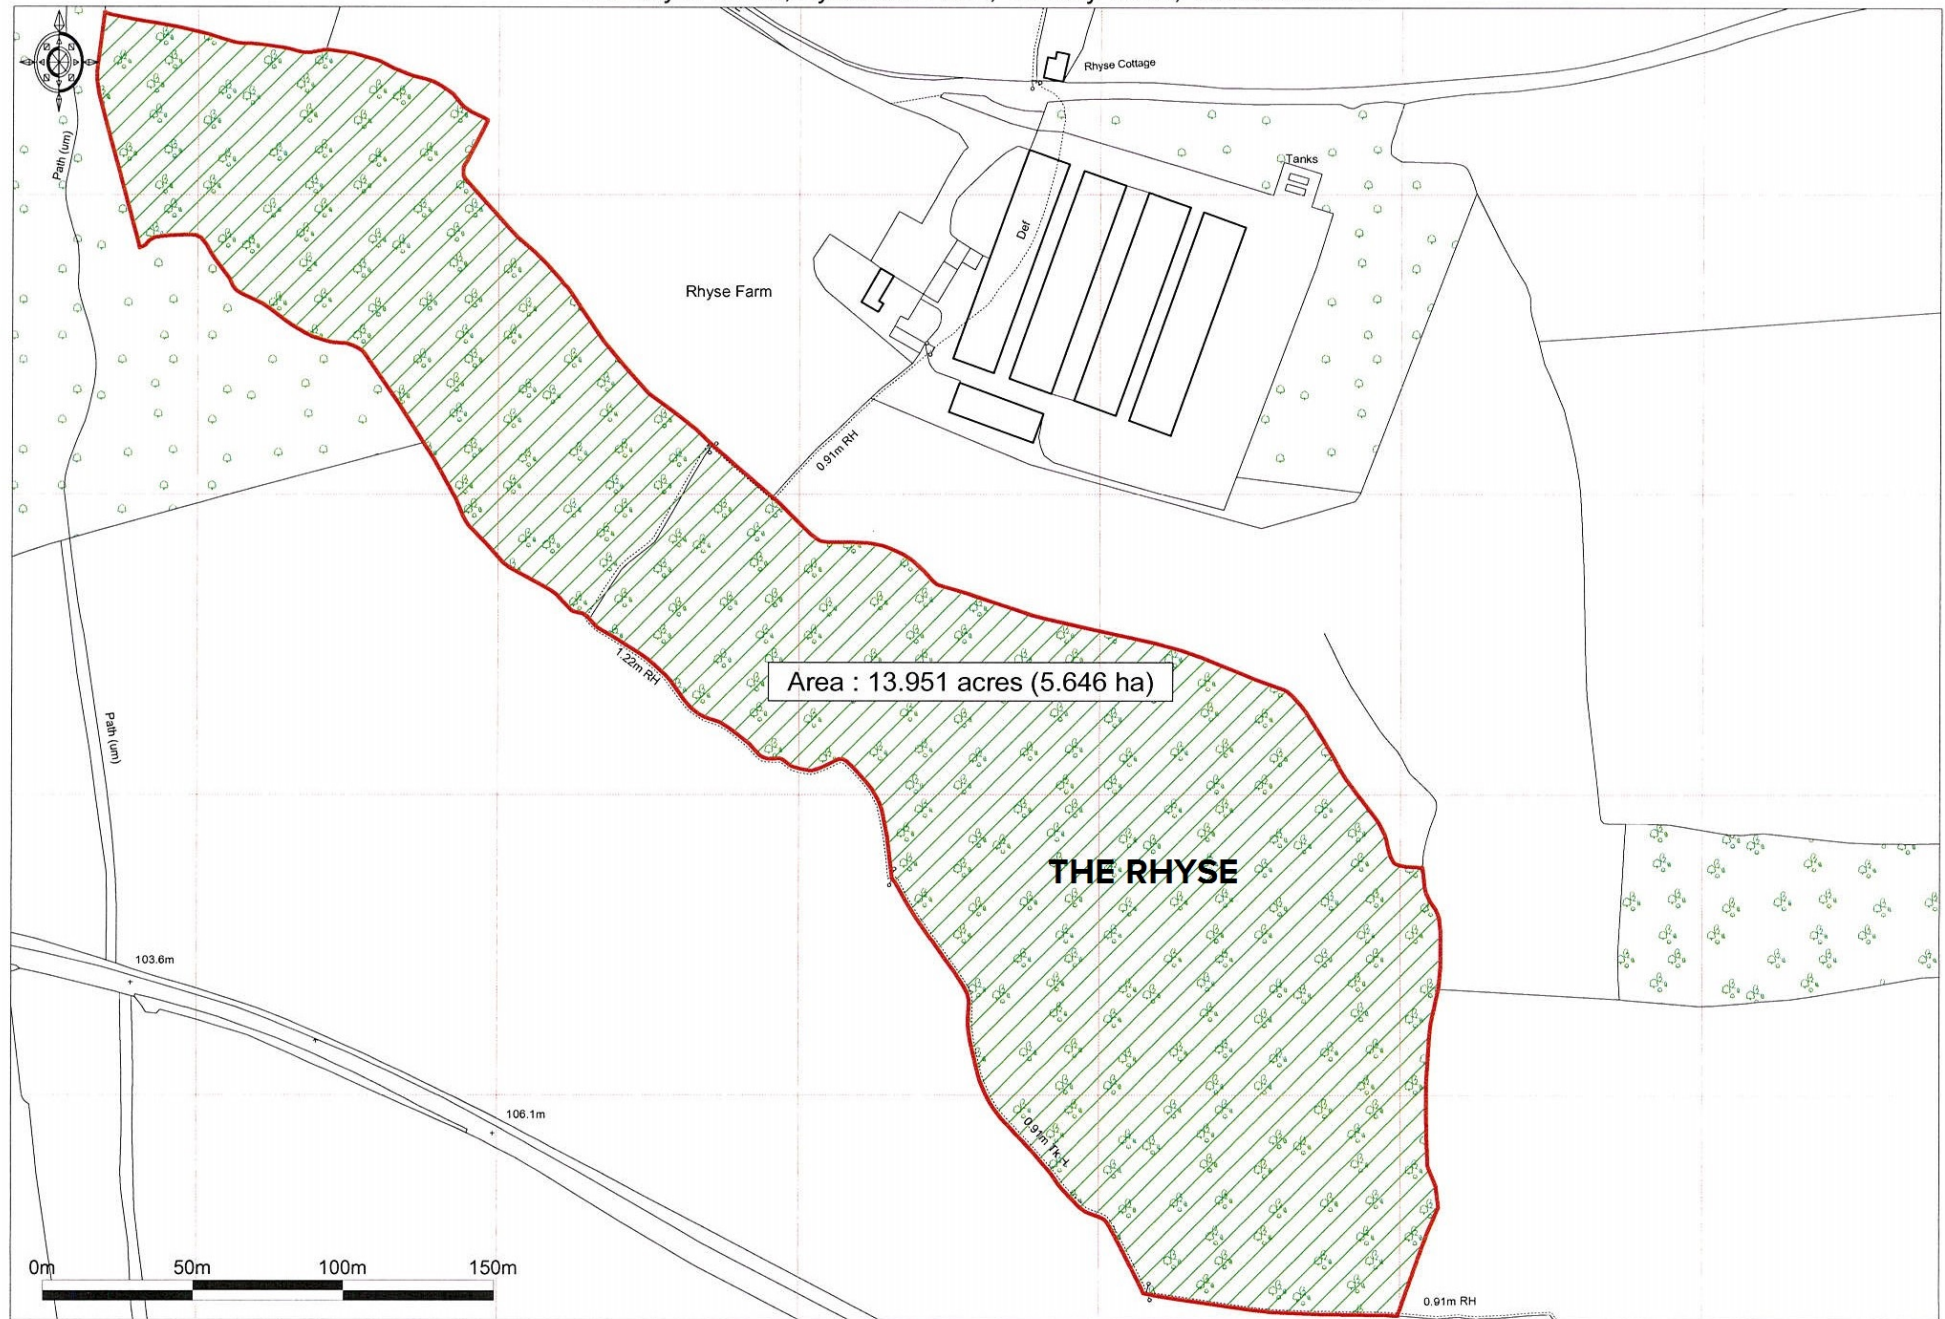 Rhyse Cottage
Tanks
Path (um)
Def
Rhyse Farm
0.91m RH
1.22m RH
Area : 13.951 acres (5.646 ha)
Path (um)
THE RHYSE
103.6m
106.1m
0.91m Tk H
0m 50m 100m 150m
0.91m RH